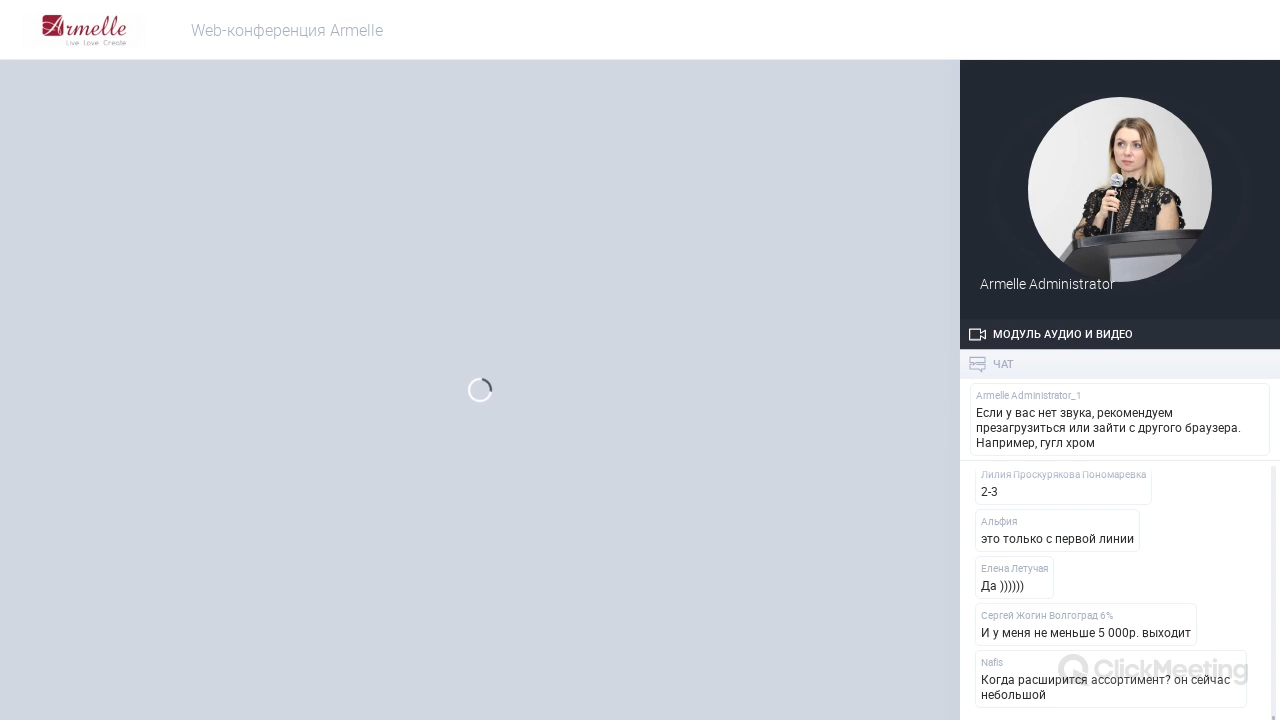 Armelle
Live Love Create
Web-конференция Armelle
Armelle Administrator
МОДУЛЬ АУДИО И ВИДЕО
ЧАТ
Armelle Administrator_1
Если у вас нет звука, рекомендуем
презагрузиться или зайти с другого браузера.
Например, гугл хром
Лилия Проскурякова Пономаревка
2-3
Альфия
это только с первой линии
Елена Летучая
Да ))))))
Сергей Жогин Волгоград 6%
И у меня не меньше 5 000р. выходит
Nafis
Когда расширится ассортимент? он сейчас
небольшой
ClickMeeting